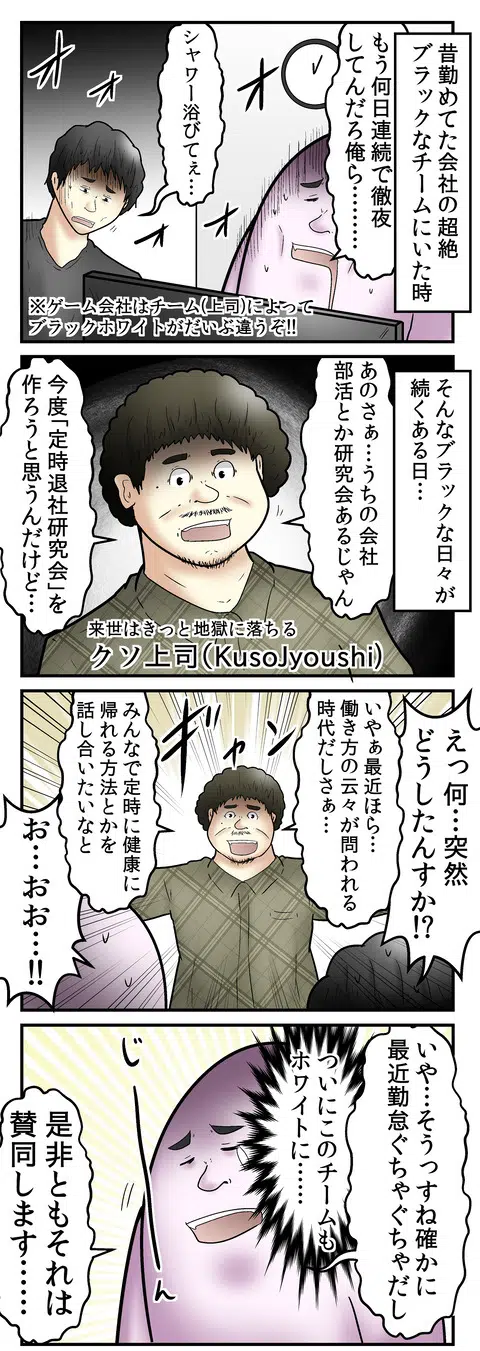 昔勤めてた会社の超絶
ブラックなチームにいた時
もう何日連続で徹夜
してんだろ俺ら………
シャワー浴びてぇ…
※ゲーム会社はチーム(上司)によって
ブラックホワイトがだいぶ違うぞ!!
そんなブラックな日々が
続くある日…
あのさぁ…うちの会社
部活とか研究会あるじゃん
今度「定時退社研究会」を
作ろうと思うんだけど…
来世はきっと地獄に落ちる
クソ上司(KusoJyoushi)
えっ何…突然
どうしたんすか!?
ギャン
いやぁ最近ほら…
働き方の云々が問われる
時代だしさぁ…
みんなで定時に健康に
帰れる方法とかを
話し合いたいなと
お…おお…!!
いや…そうっすね確かに
最近勤怠ぐちゃぐちゃだし
ついにこのチームも
ホワイトに……
じ〜ん
是非ともそれは
賛同します……